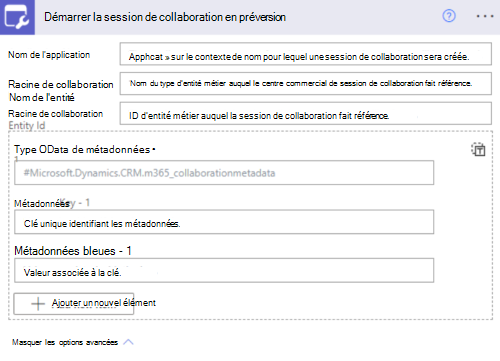 Démarrer la session de collaboration en préversion
Nom de l'application
Apphcat » sur le contexte de nom pour lequel une session de collaboration sera créée.
Racine de collaboration
Nom de l'entité
Nom du type d'entité métier auquel le centre commercial de session de collaboration fait référence.
Racine de collaboration
Entity Id
ID d'entité métier auquel la session de collaboration fait référence.
Type OData de métadonnées *
1
#Microsoft.Dynamics.CRM.m365_collaborationmetadata
Métadonnées Key - 1
Clé unique identifiant les métadonnées.
Métadonnées bleues - 1
Valeur associée à la clé.
Ajouter un nouvel élément
Masquer les options avancées